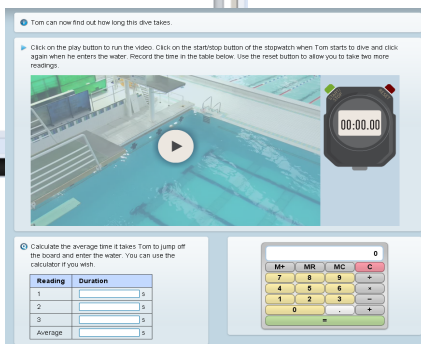 Tom can now find out how long this dive takes.
Click on the play button to run the video. Click on the start/stop button of the stopwatch when Tom starts to dive and click
again when he enters the water. Record the time in the table below. Use the reset button to allow you to take two more
readings.
00:00.00
Calculate the average time it takes Tom to jump off
the board and enter the water. You can use the
calculator if you wish.
Reading Duration
1 s
2 s
3 s
Average s
0
M+ MR MC C
7 8 9 ÷
4 5 6 ×
1 2 3 −
0 . +
=